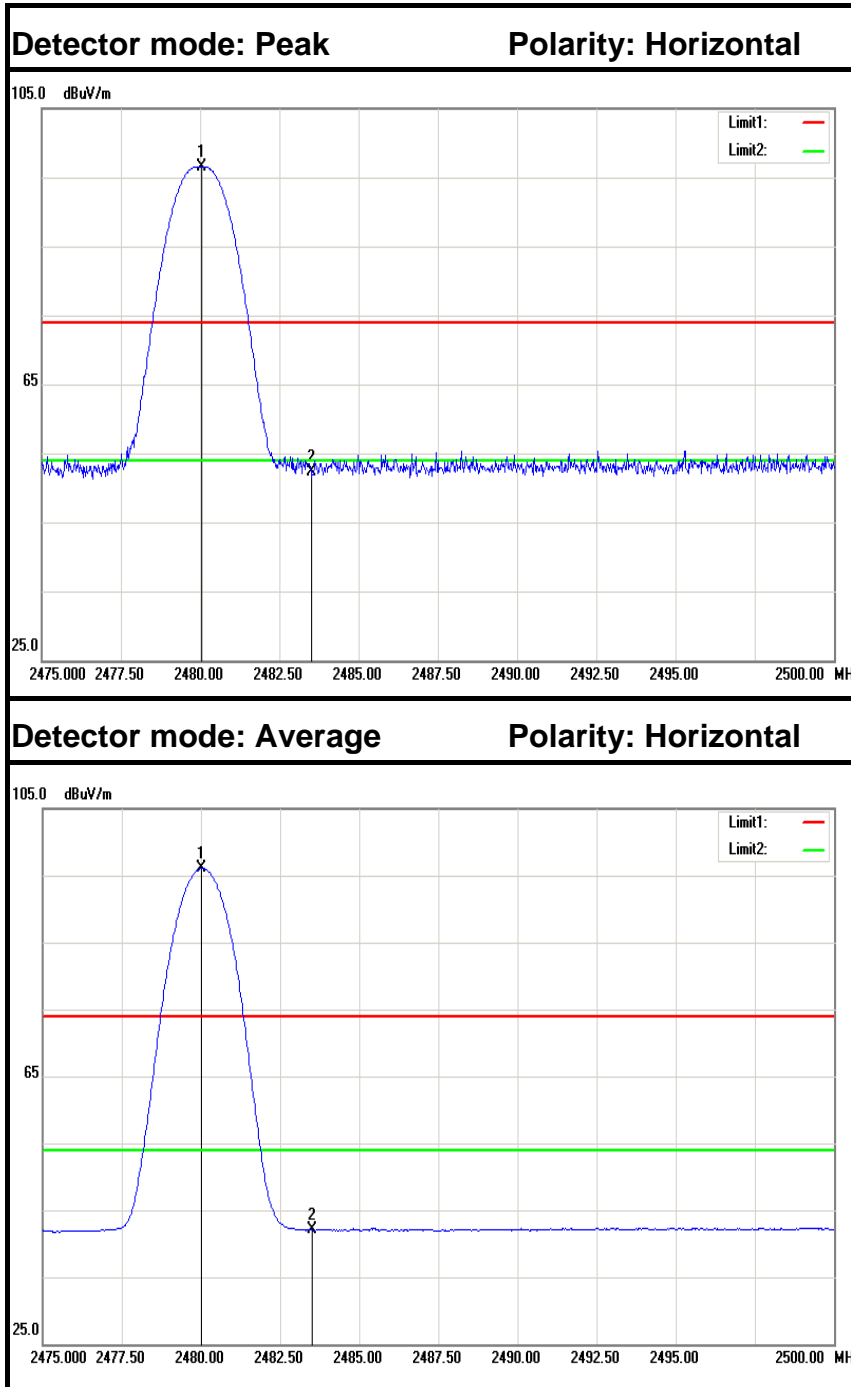 Detector mode: Peak Polarity: Horizontal
105.0 dBuV/m
Limit1:
Limit2:
1
65
2
25.0
2475.000 2477.50 2480.00 2482.50 2485.00 2487.50 2490.00 2492.50 2495.00 2500.00 MH
Detector mode: Average Polarity: Horizontal
105.0 dBuV/m
Limit1:
Limit2:
1
65
2
25.0
2475.000 2477.50 2480.00 2482.50 2485.00 2487.50 2490.00 2492.50 2495.00 2500.00 MH